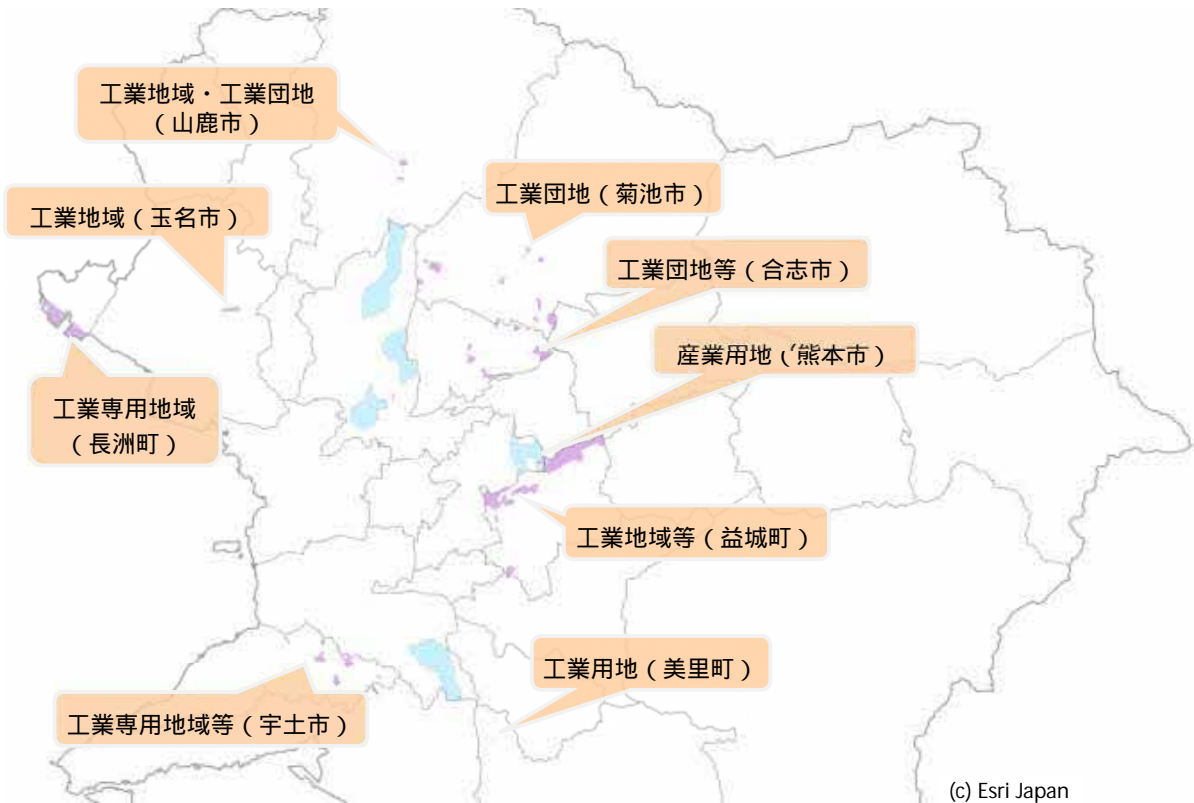 工業地域・工業団地
（山鹿市）
工業団地（菊池市）
工業地域（玉名市）
工業団地等（合志市）
産業用地（熊本市）
工業専用地域
（長洲町）
工業地域等（益城町）
工業用地（美里町）
工業専用地域等（宇土市）
(c) Esri Japan